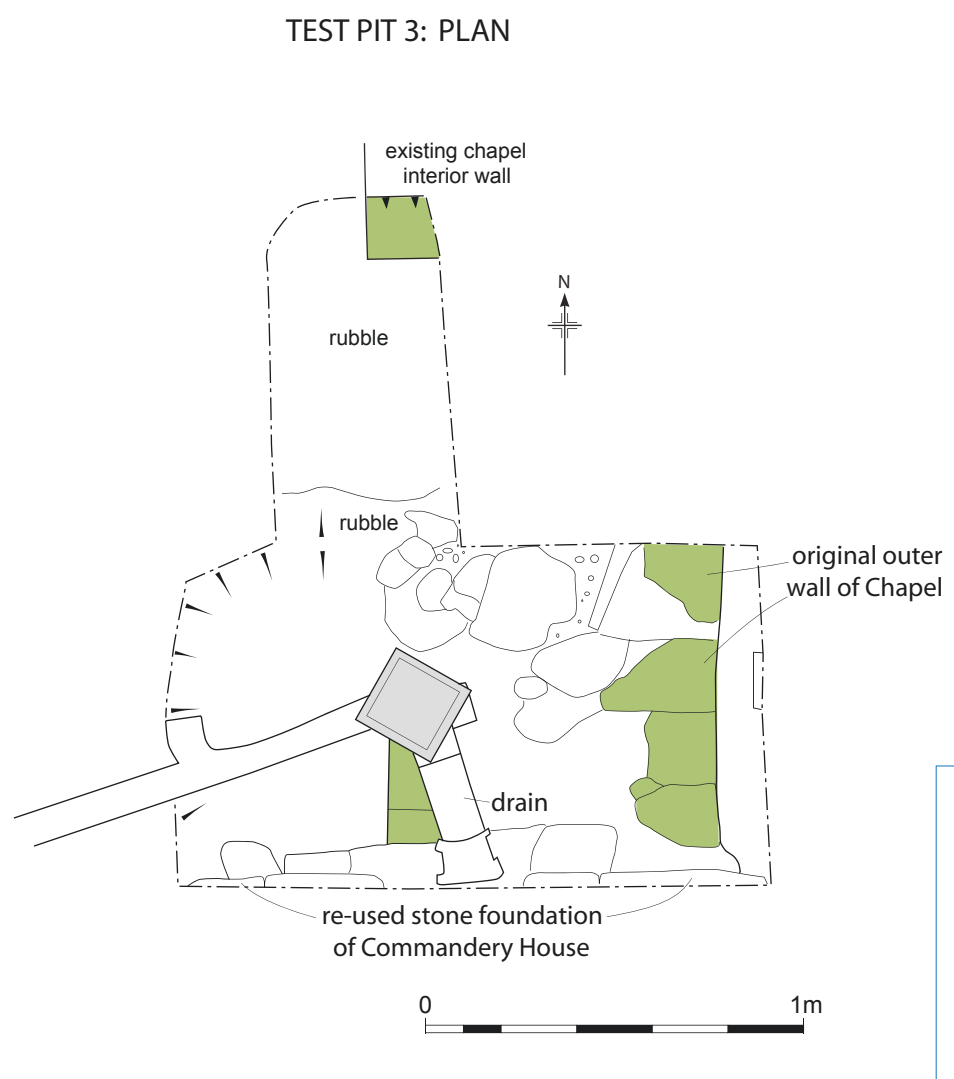 TEST PIT 3: PLAN
existing chapel
interior wall
N
rubble
rubble
original outer
wall of Chapel
drain
re-used stone foundation
of Commandery House
0 1m